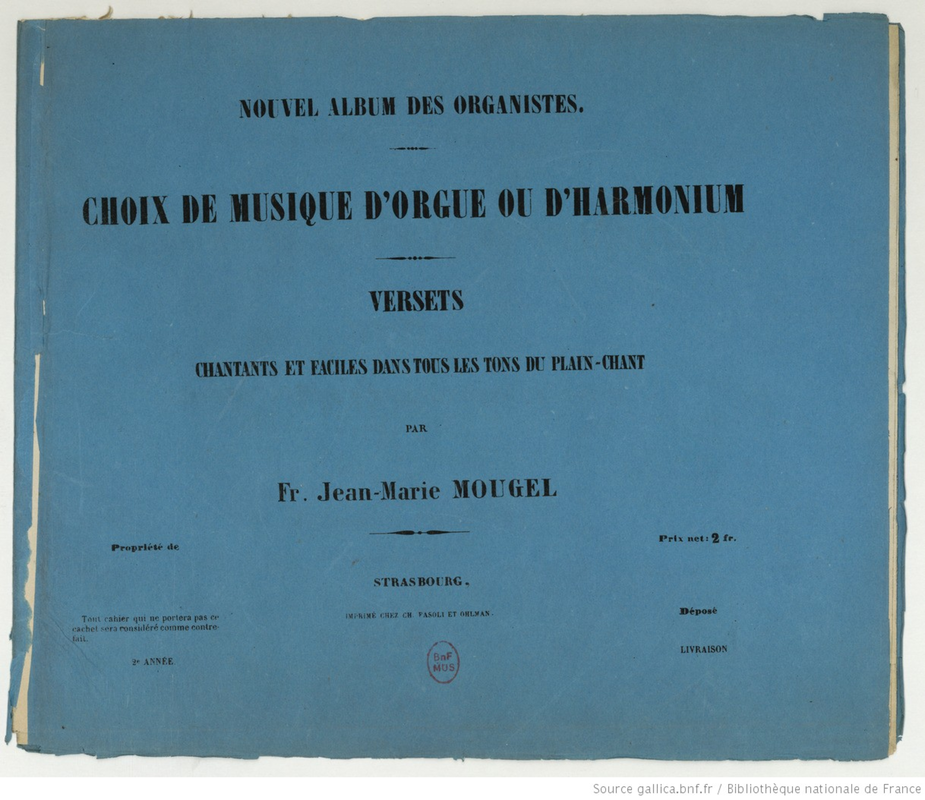 NOUVEL ALBUM DES ORGANISTES.
CHOIX DE MUSIQUE D'ORGUE OU D'HARMONIUM
VERSETS
CHANTANTS ET FACILES DANS TOUS LES TONS DU PLAIN-CHANT
PAR
Fr. Jean-Marie MOUGEL
Propriété de
Prix net: 2 fr.
STRASBOURG.
IMPRIMÉ CHEZ CH. FASOLI ET OHLMAN.
Déposé
Tout cahier qui ne portera pas ce
cachet sera considéré comme contre-
fait.
2e ANNÉE.
LIVRAISON
BnF
MUS
Source gallica.bnf.fr / Bibliothèque nationale de France